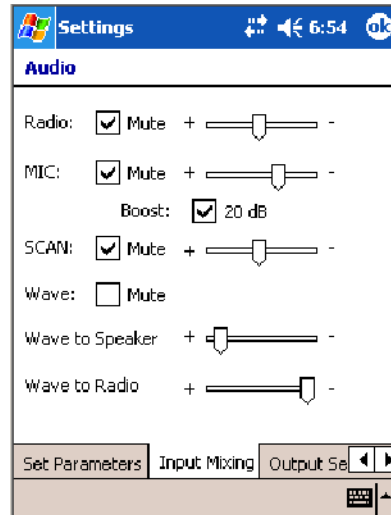 Settings 6:54 ok
Audio
Radio: Mute + -
MIC: Mute + -
Boost: 20 dB
SCAN: Mute + -
Wave: Mute
Wave to Speaker + -
Wave to Radio + -
Set Parameters Input Mixing Output Se